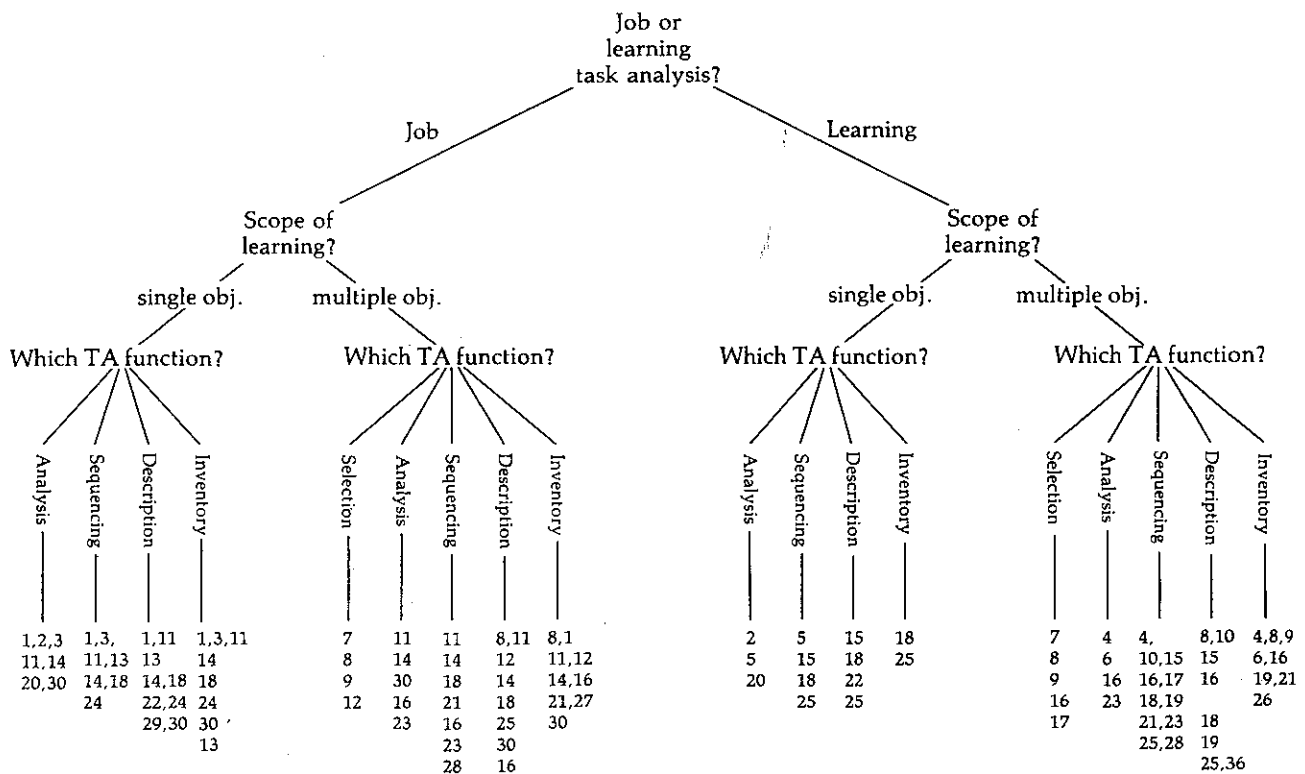 Job or
learning
task analysis?
Job
Learning
Scope of
learning?
Scope of
learning?
single obj.
multiple obj.
single obj.
multiple obj.
Which TA function?
Which TA function?
Which TA function?
Which TA function?
Analysis
Sequencing
Description
Inventory
Selection
Analysis
Sequencing
Description
Inventory
Analysis
Sequencing
Description
Inventory
Selection
Analysis
Sequencing
Description
Inventory
1,2,3
11,14
20,30
1,3,
11,13
14,18
24
1,11
13
14,18
22,24
29,30
1,3,11
14
18
24
30
13
7
8
9
12
11
14
30
16
23
11
14
18
21
16
23
28
8,11
12
14
18
25
30
16
8,1
11,12
14,16
21,27
30
2
5
20
5
15
18
25
15
18
22
25
18
25
7
8
9
16
17
4
6
16
23
4,
10,15
16,17
18,19
21,23
25,28
8,10
15
16
18
19
25,36
4,8,9
6,16
19,21
26